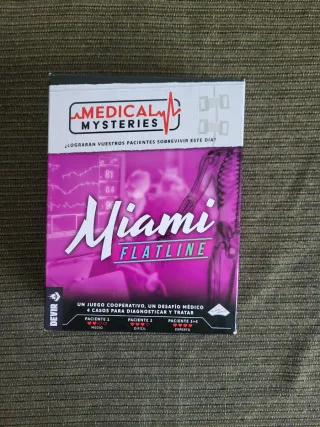 MEDICAL
MYSTERIES
¿LOGRARÁN VUESTROS PACIENTES SOBREVIVIR ESTE DÍA?
81
Miami
FLATLINE
UN JUEGO COOPERATIVO, UN DESAFÍO MÉDICO
4 CASOS PARA DIAGNOSTICAR Y TRATAR
DEVIR
PACIENTE 1
MEDIO
PACIENTE 2
DIFÍCIL
PACIENTE 3+4
EXPERTO